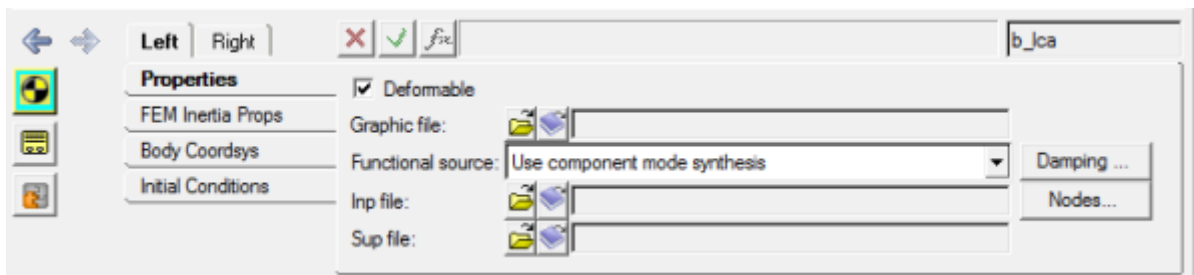 Left Right fx b_lca
Properties
Deformable
FEM Inertia Props
Graphic file:
Body Coordsys
Functional source: Use component mode synthesis Damping ...
Initial Conditions
Inp file: Nodes...
Sup file: